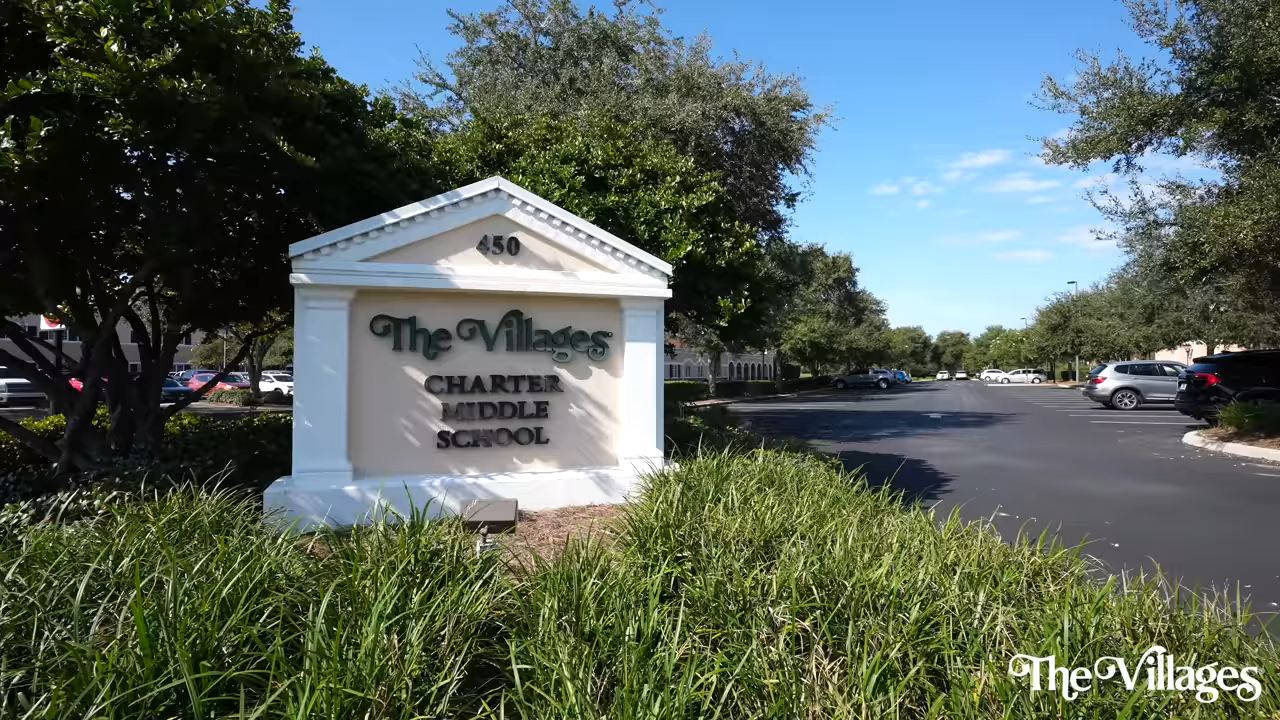 450
The Villages
CHARTER
MIDDLE
SCHOOL
The Villages